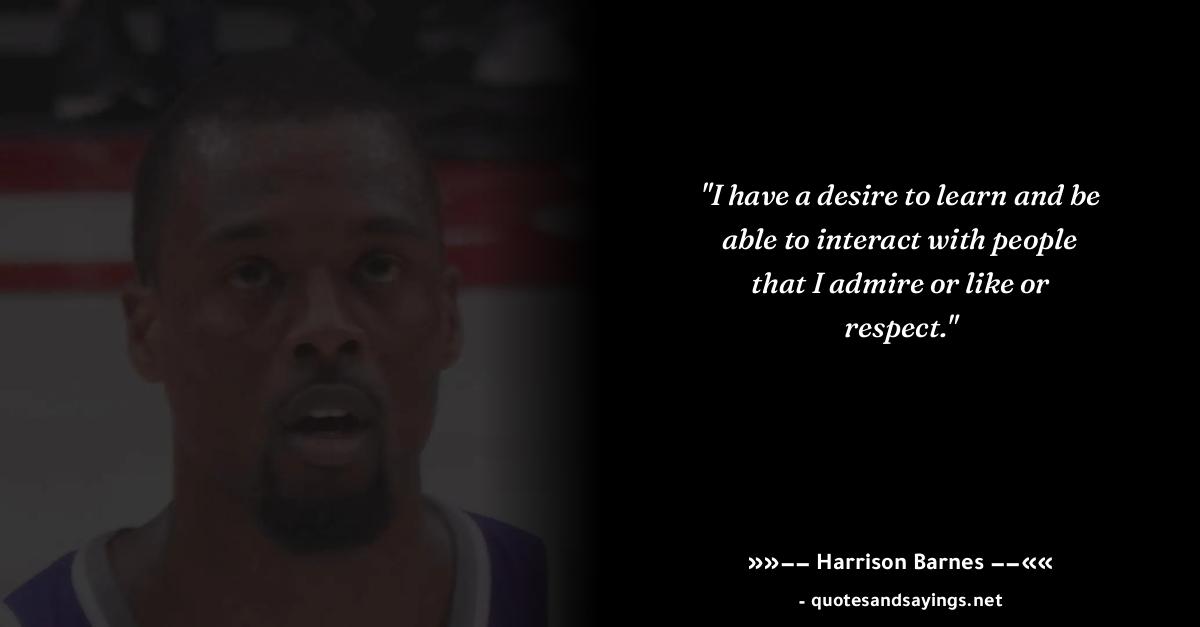 "I have a desire to learn and be
able to interact with people
that I admire or like or
respect."
»»−− Harrison Barnes −−««
- quotesandsayings.net